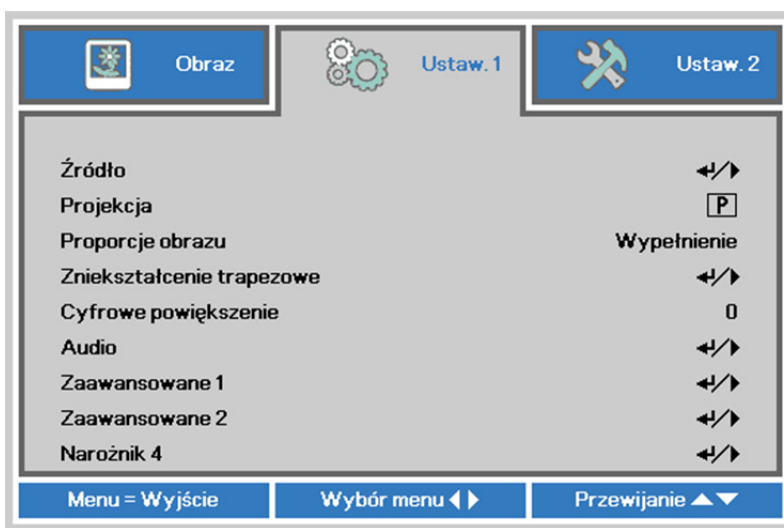 Obraz
Ustaw. 1
Ustaw. 2
Źródło
Projekcja P
Proporcje obrazu Wypełnienie
Zniekształcenie trapezowe
Cyfrowe powiększenie 0
Audio
Zaawansowane 1
Zaawansowane 2
Narożnik 4
Menu = Wyjście
Wybór menu
Przewijanie